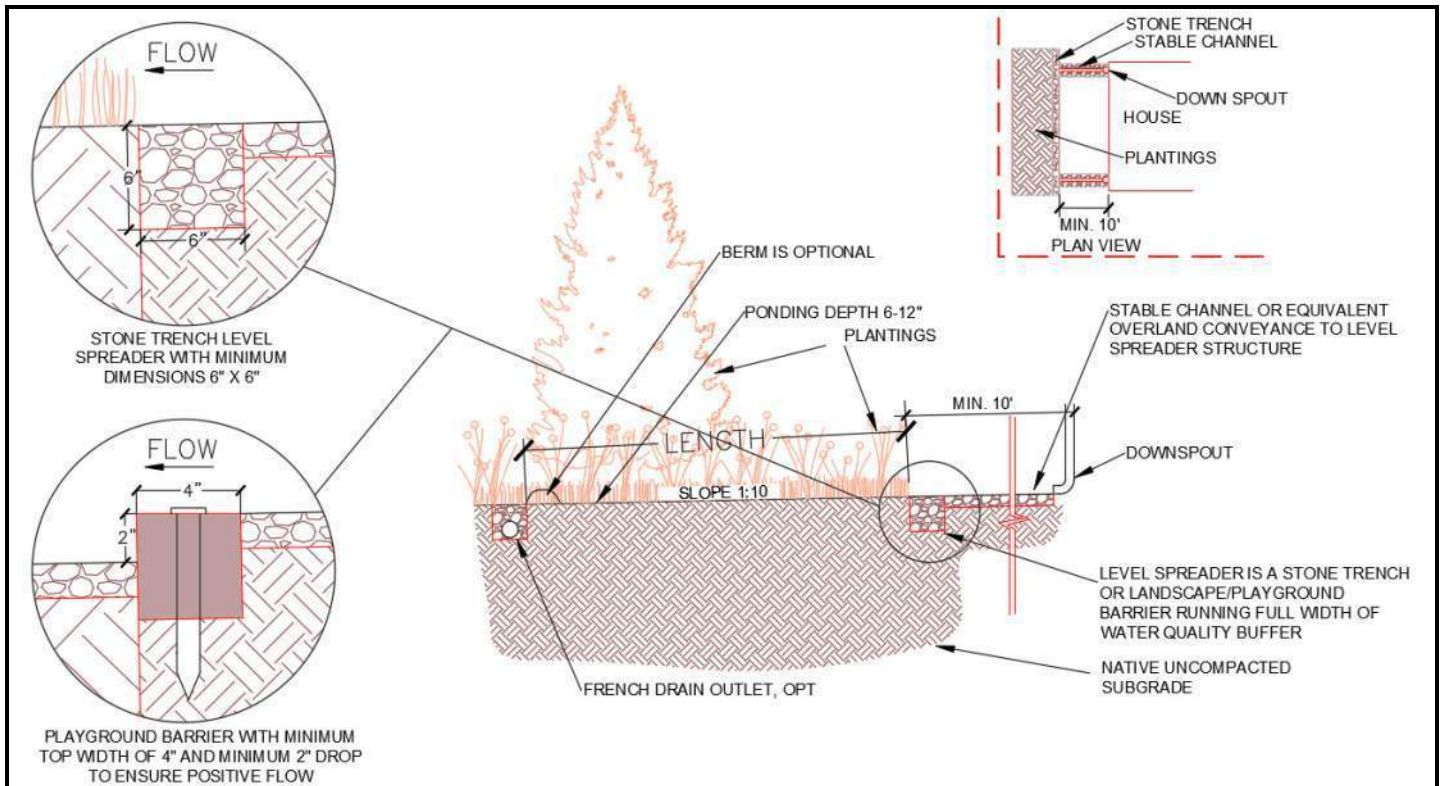 FLOW
6"
6"
STONE TRENCH LEVEL
SPREADER WITH MINIMUM
DIMENSIONS 6" X 6"
FLOW
4"
2"
PLAYGROUND BARRIER WITH MINIMUM
TOP WIDTH OF 4" AND MINIMUM 2" DROP
TO ENSURE POSITIVE FLOW
STONE TRENCH
STABLE CHANNEL
DOWN SPOUT
HOUSE
PLANTINGS
MIN. 10'
PLAN VIEW
BERM IS OPTIONAL
PONDING DEPTH 6-12"
PLANTINGS
STABLE CHANNEL OR EQUIVALENT
OVERLAND CONVEYANCE TO LEVEL
SPREADER STRUCTURE
MIN. 10'
LENGTH
DOWNSPOUT
SLOPE 1:10
LEVEL SPREADER IS A STONE TRENCH
OR LANDSCAPE/PLAYGROUND
BARRIER RUNNING FULL WIDTH OF
WATER QUALITY BUFFER
NATIVE UNCOMPACTED
SUBGRADE
FRENCH DRAIN OUTLET, OPT